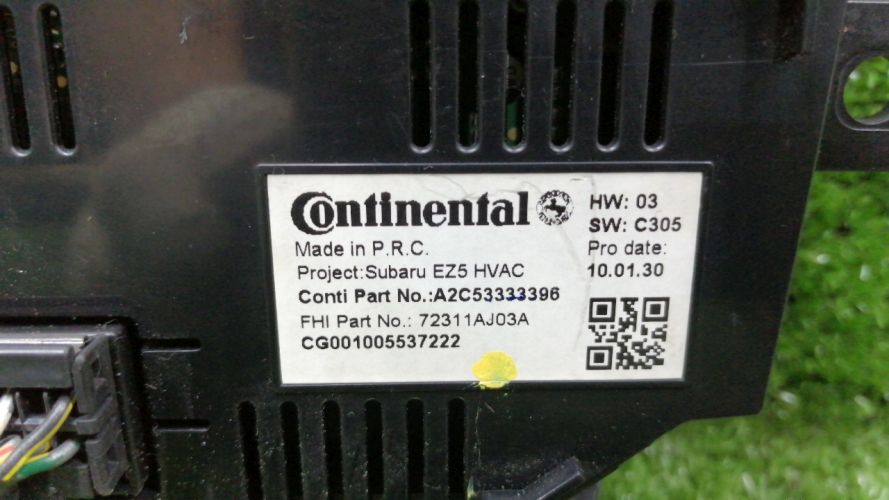 Continental
HW: 03
SW: C305
Made in P.R.C.
Pro date:
Project:Subaru EZ5 HVAC
10.01.30
Conti Part No.:A2C53333396
FHI Part No.: 72311AJ03A
CG001005537222